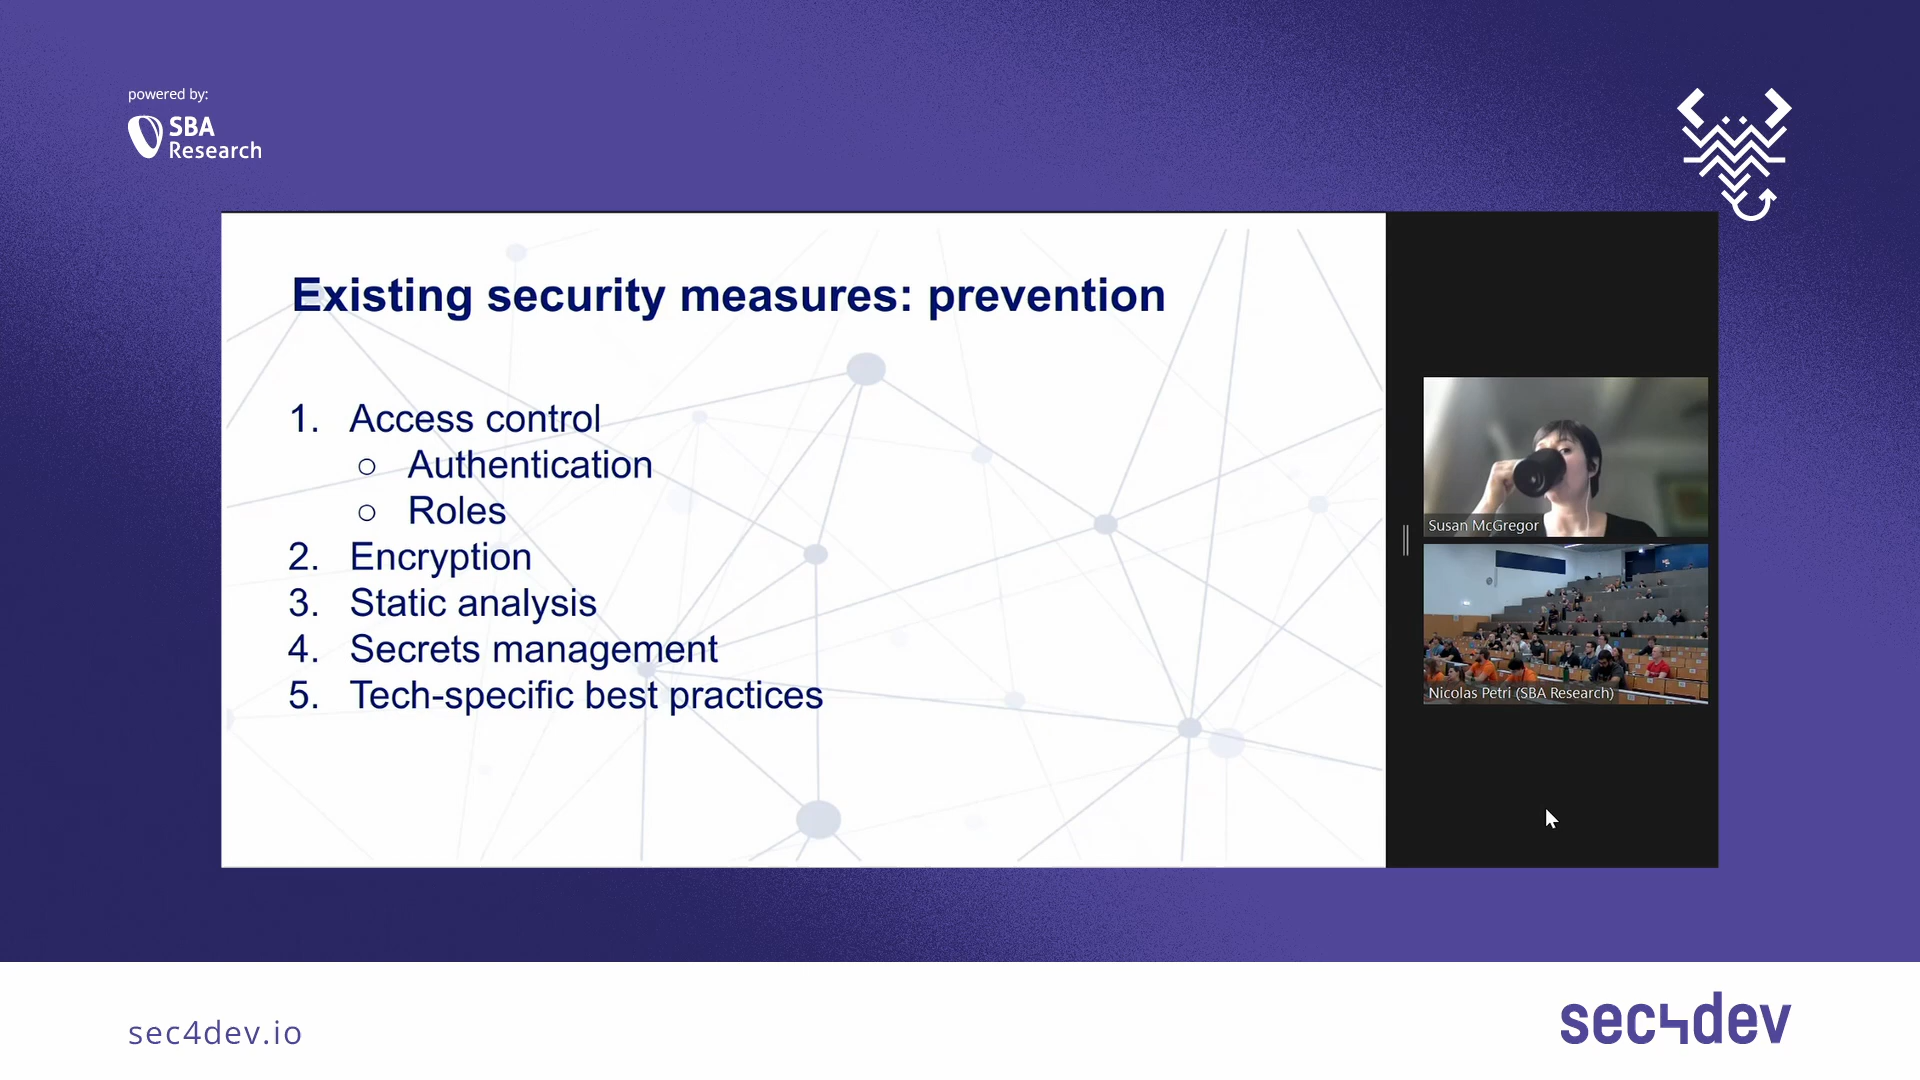 powered by:
SBA
Research
Existing security measures: prevention
1. Access control
○ Authentication
○ Roles
2. Encryption
3. Static analysis
4. Secrets management
5. Tech-specific best practices
Susan McGregor
Nicolas Petri (SBA Research)
sec4dev.io
sec4dev